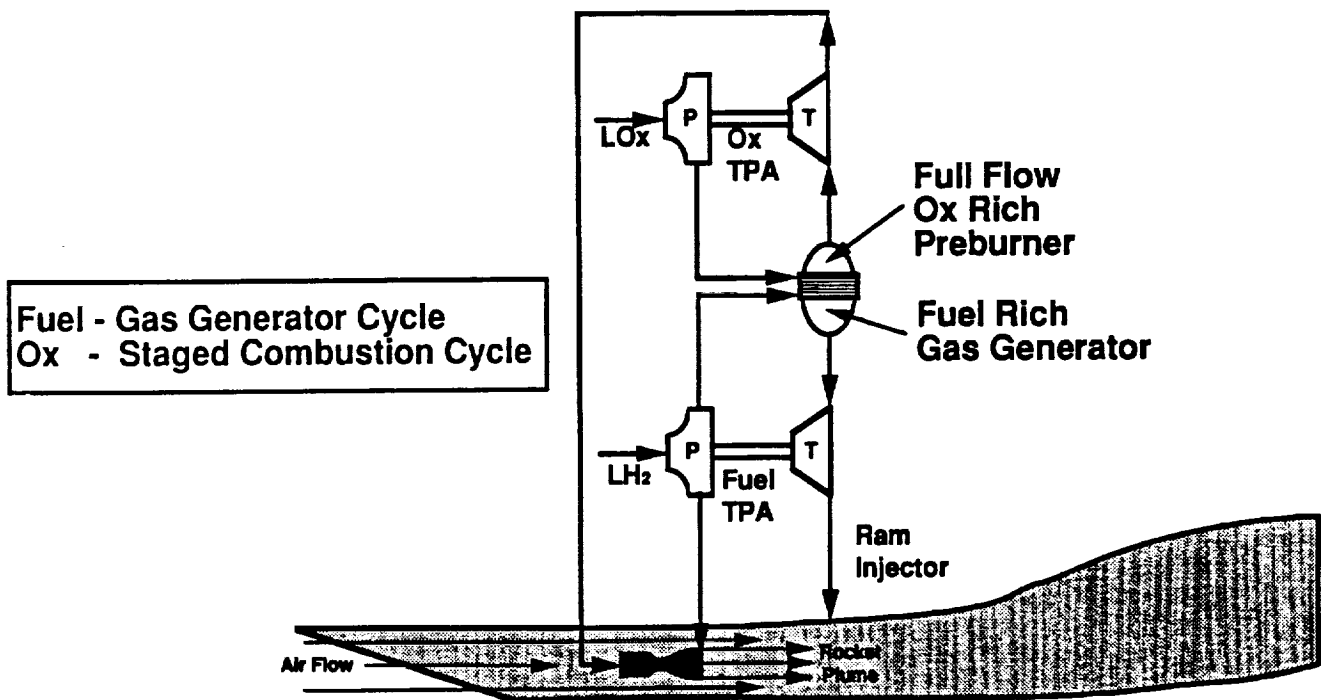 P
T
LOx
Ox
TPA
Full Flow
Ox Rich
Preburner
Fuel - Gas Generator Cycle
Ox - Staged Combustion Cycle
Fuel Rich
Gas Generator
P
T
LH₂
Fuel
TPA
Ram
Injector
Air Flow
Rocket
Plume